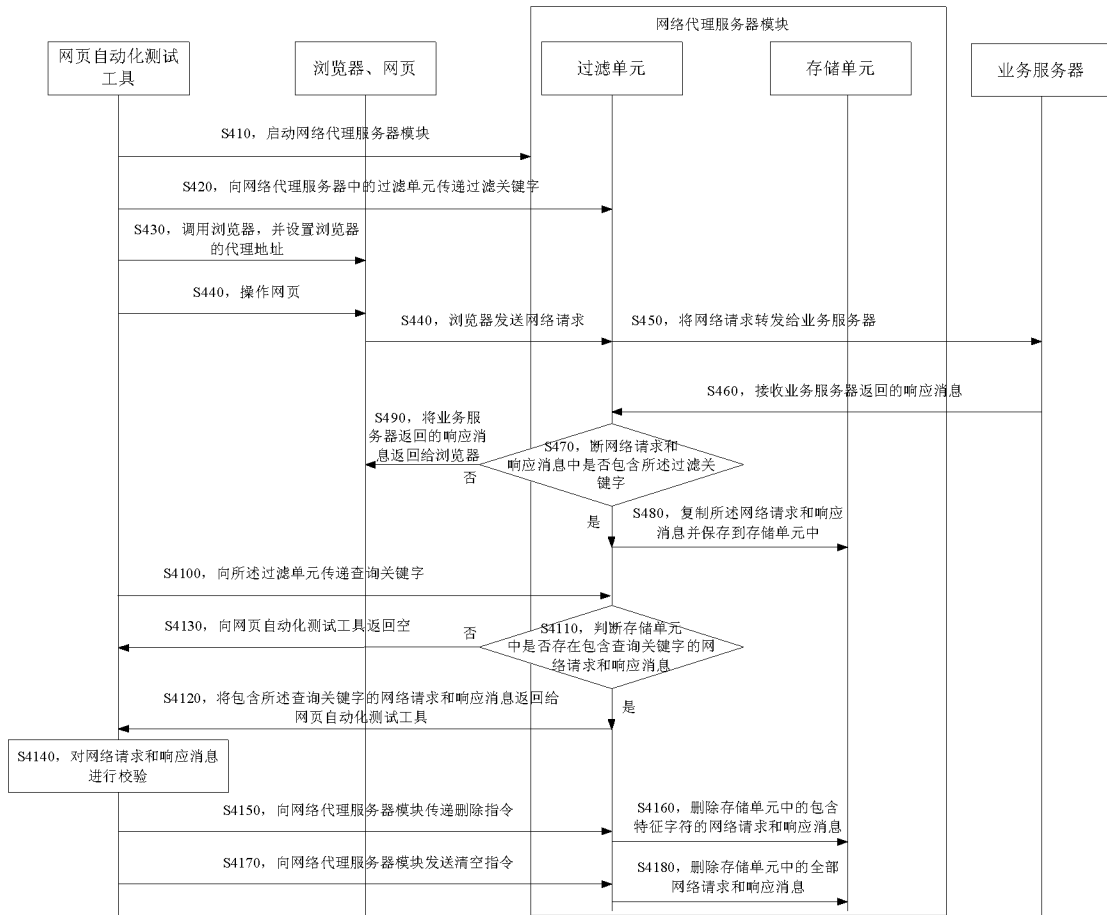 网络代理服务器模块
网页自动化测试
工具
浏览器、网页
过滤单元
存储单元
业务服务器
S410，启动网络代理服务器模块
S420，向网络代理服务器中的过滤单元传递过滤关键字
S430，调用浏览器，并设置浏览器
的代理地址
S440，操作网页
S440，浏览器发送网络请求
S450，将网络请求转发给业务服务器
S460，接收业务服务器返回的响应消息
S490，将业务服
务器返回的响应消
息返回给浏览器
否
S470，断网络请求和
响应消息中是否包含所述过滤关
键字
是
S480，复制所述网络请求和响应
消息并保存到存储单元中
S4100，向所述过滤单元传递查询关键字
S4130，向网页自动化测试工具返回空
否
S4110，判断存储单元
中是否存在包含查询关键字的网
络请求和响应消息
S4120，将包含所述查询关键字的网络请求和响应消息返回给
网页自动化测试工具
是
S4140，对网络请求和响应消息
进行校验
S4150，向网络代理服务器模块传递删除指令
S4160，删除存储单元中的包含
特征字符的网络请求和响应消息
S4170，向网络代理服务器模块发送清空指令
S4180，删除存储单元中的全部
网络请求和响应消息